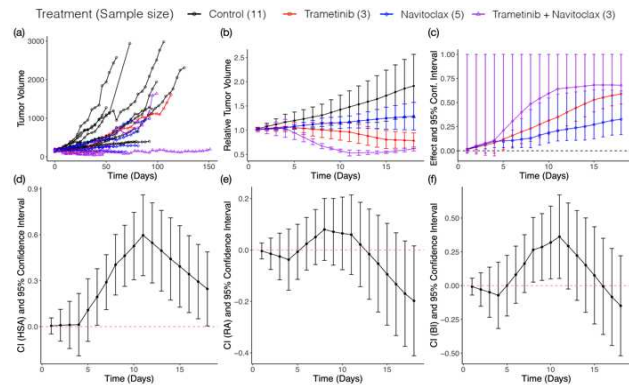 Treatment (Sample size) Control (11) Trametinib (3) Navitoclax (5) Trametinib + Navitoclax (3)
(a) (b) (c)
Tumor Volume
3000
2000
1000
0
0 50 100 150
Time (Days)
Relative Tumor Volume
2.5
2.0
1.5
1.0
0.5
0 5 10 15
Time (Days)
Effect and 95% Conf. Interval
1.00
0.75
0.50
0.25
0.00
0 5 10 15
Time (Days)
(d) (e) (f)
CI (HSA) and 95% Confidence Interval
0.9
0.6
0.3
0.0
0 5 10 15
Time (Days)
CI (RA) and 95% Confidence Interval
0.2
0.0
−0.2
−0.4
0 5 10 15
Time (Days)
CI (BI) and 95% Confidence Interval
0.50
0.25
0.00
−0.25
−0.50
0 5 10 15
Time (Days)